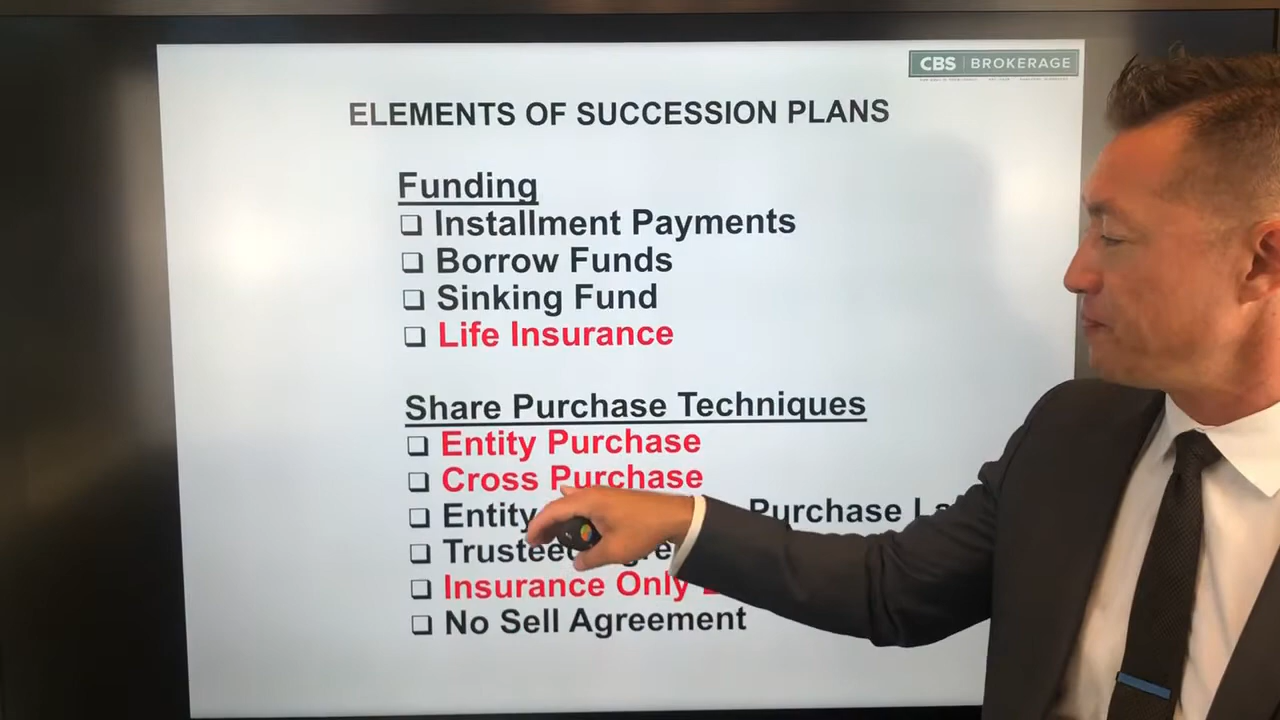 CBS | BROKERAGE
ELEMENTS OF SUCCESSION PLANS
Funding
❑ Installment Payments
❑ Borrow Funds
❑ Sinking Fund
❑ Life Insurance
Share Purchase Techniques
❑ Entity Purchase
❑ Cross Purchase
❑ Entity Purchase
❑ Trusteed
❑ Insurance Only
❑ No Sell Agreement